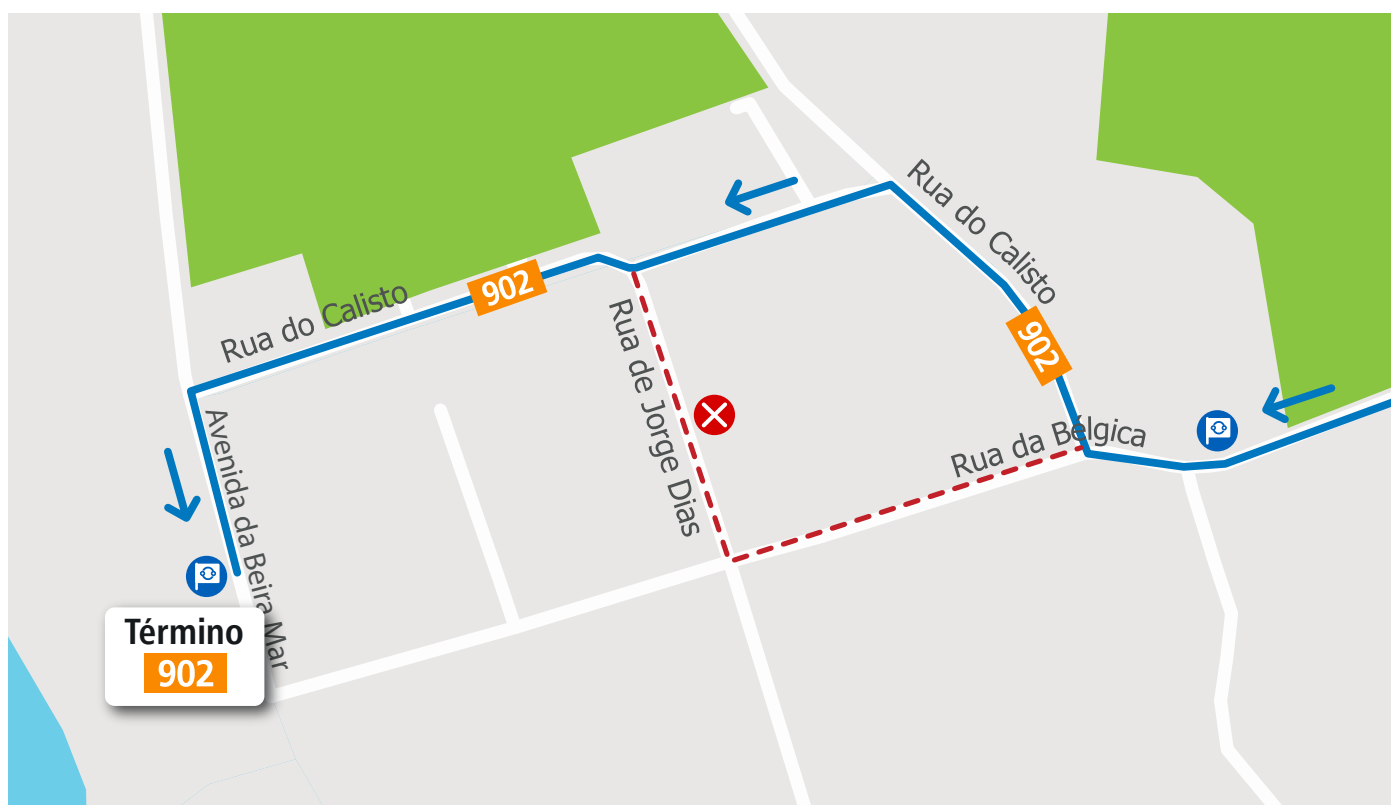 Rua do Calisto
902
Rua do Calisto
902
Rua de Jorge Dias
Rua da Bélgica
Avenida da Beira Mar
Término
902